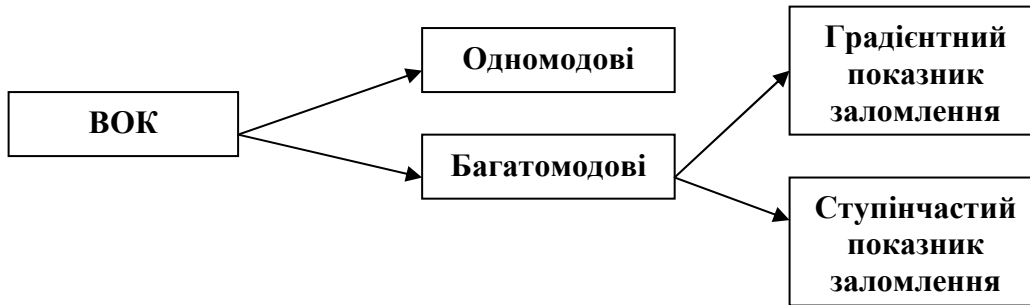 ВОК
Одномодові
Багатомодові
Градієнтний
показник
заломлення
Ступінчастий
показник
заломлення